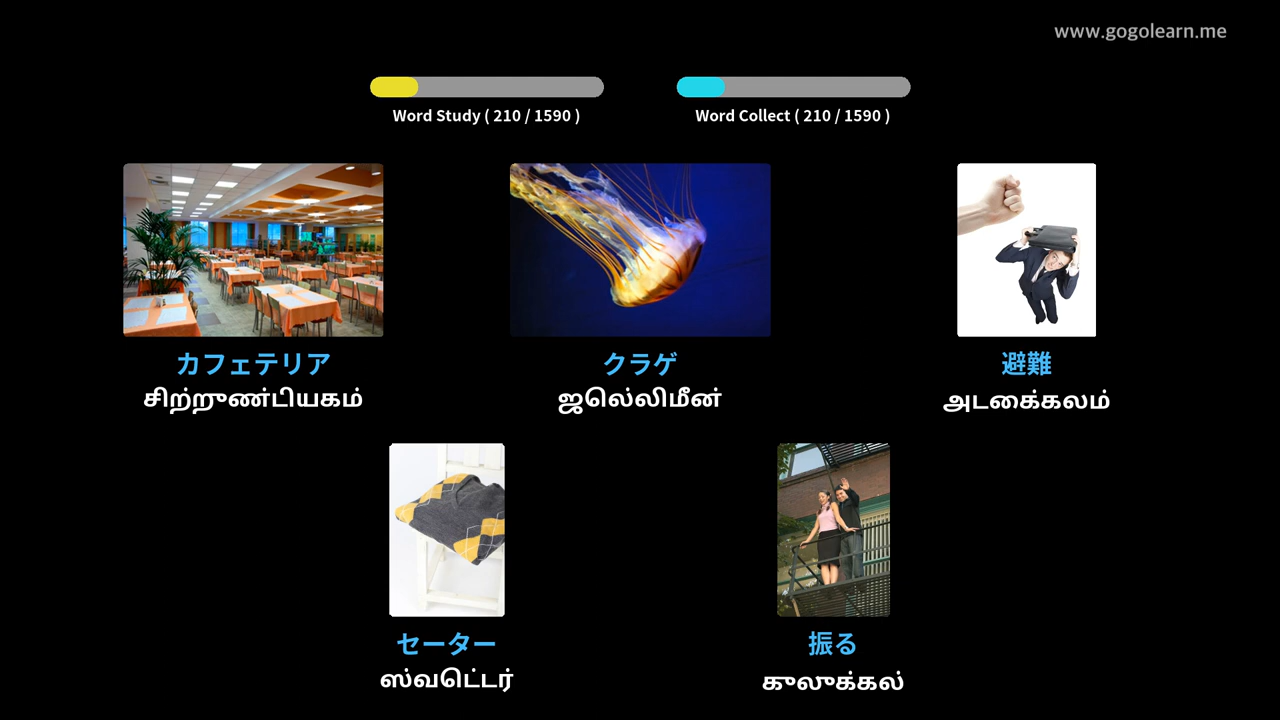 www.gogolearn.me
Word Study ( 210 / 1590 )
Word Collect ( 210 / 1590 )
カフェテリア
சிற்றுண்டியகம்
クラゲ
ஜெல்லிமீன்
避難
அடைக்கலம்
セーター
ஸ்வெட்டர்
振る
குலுக்கல்